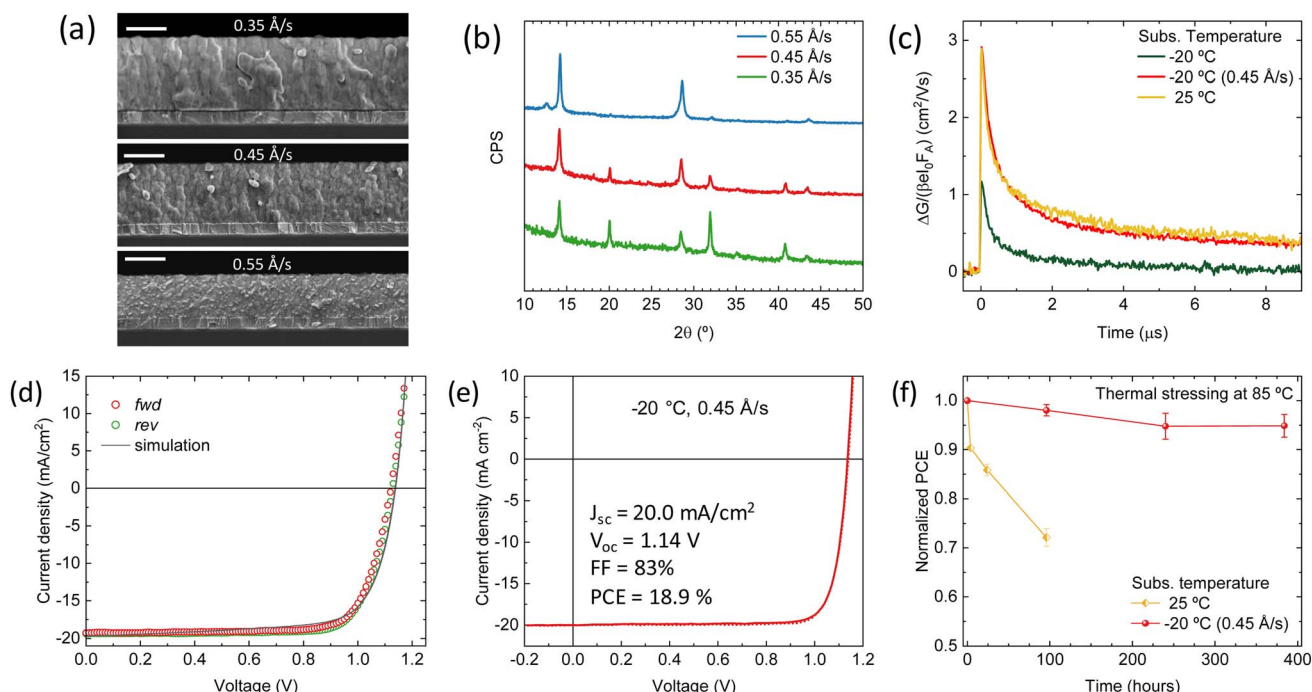 (a)
0.35 Å/s
0.45 Å/s
0.55 Å/s
(b)
CPS
0.55 Å/s
0.45 Å/s
0.35 Å/s
10 15 20 25 30 35 40 45 50
2θ (º)
(c)
ΔG/(βeI₀F_A) (cm²/Vs)
3
2
1
0
Subs. Temperature
-20 ºC
-20 ºC (0.45 Å/s)
25 ºC
0 2 4 6 8
Time (μs)
(d)
Current density (mA/cm²)
15
10
5
0
-5
-10
-15
-20
fwd
rev
simulation
0.0 0.2 0.4 0.6 0.8 1.0 1.2
Voltage (V)
(e)
Current density (mA cm⁻²)
10
5
0
-5
-10
-15
-20
-20 °C, 0.45 Å/s
Jsc = 20.0 mA/cm²
Voc = 1.14 V
FF = 83%
PCE = 18.9 %
-0.2 0.0 0.2 0.4 0.6 0.8 1.0 1.2
Voltage (V)
(f)
Normalized PCE
1.0
0.9
0.8
0.7
0.6
0.5
Thermal stressing at 85 ºC
Subs. temperature
25 ºC
-20 ºC (0.45 Å/s)
0 100 200 300 400
Time (hours)